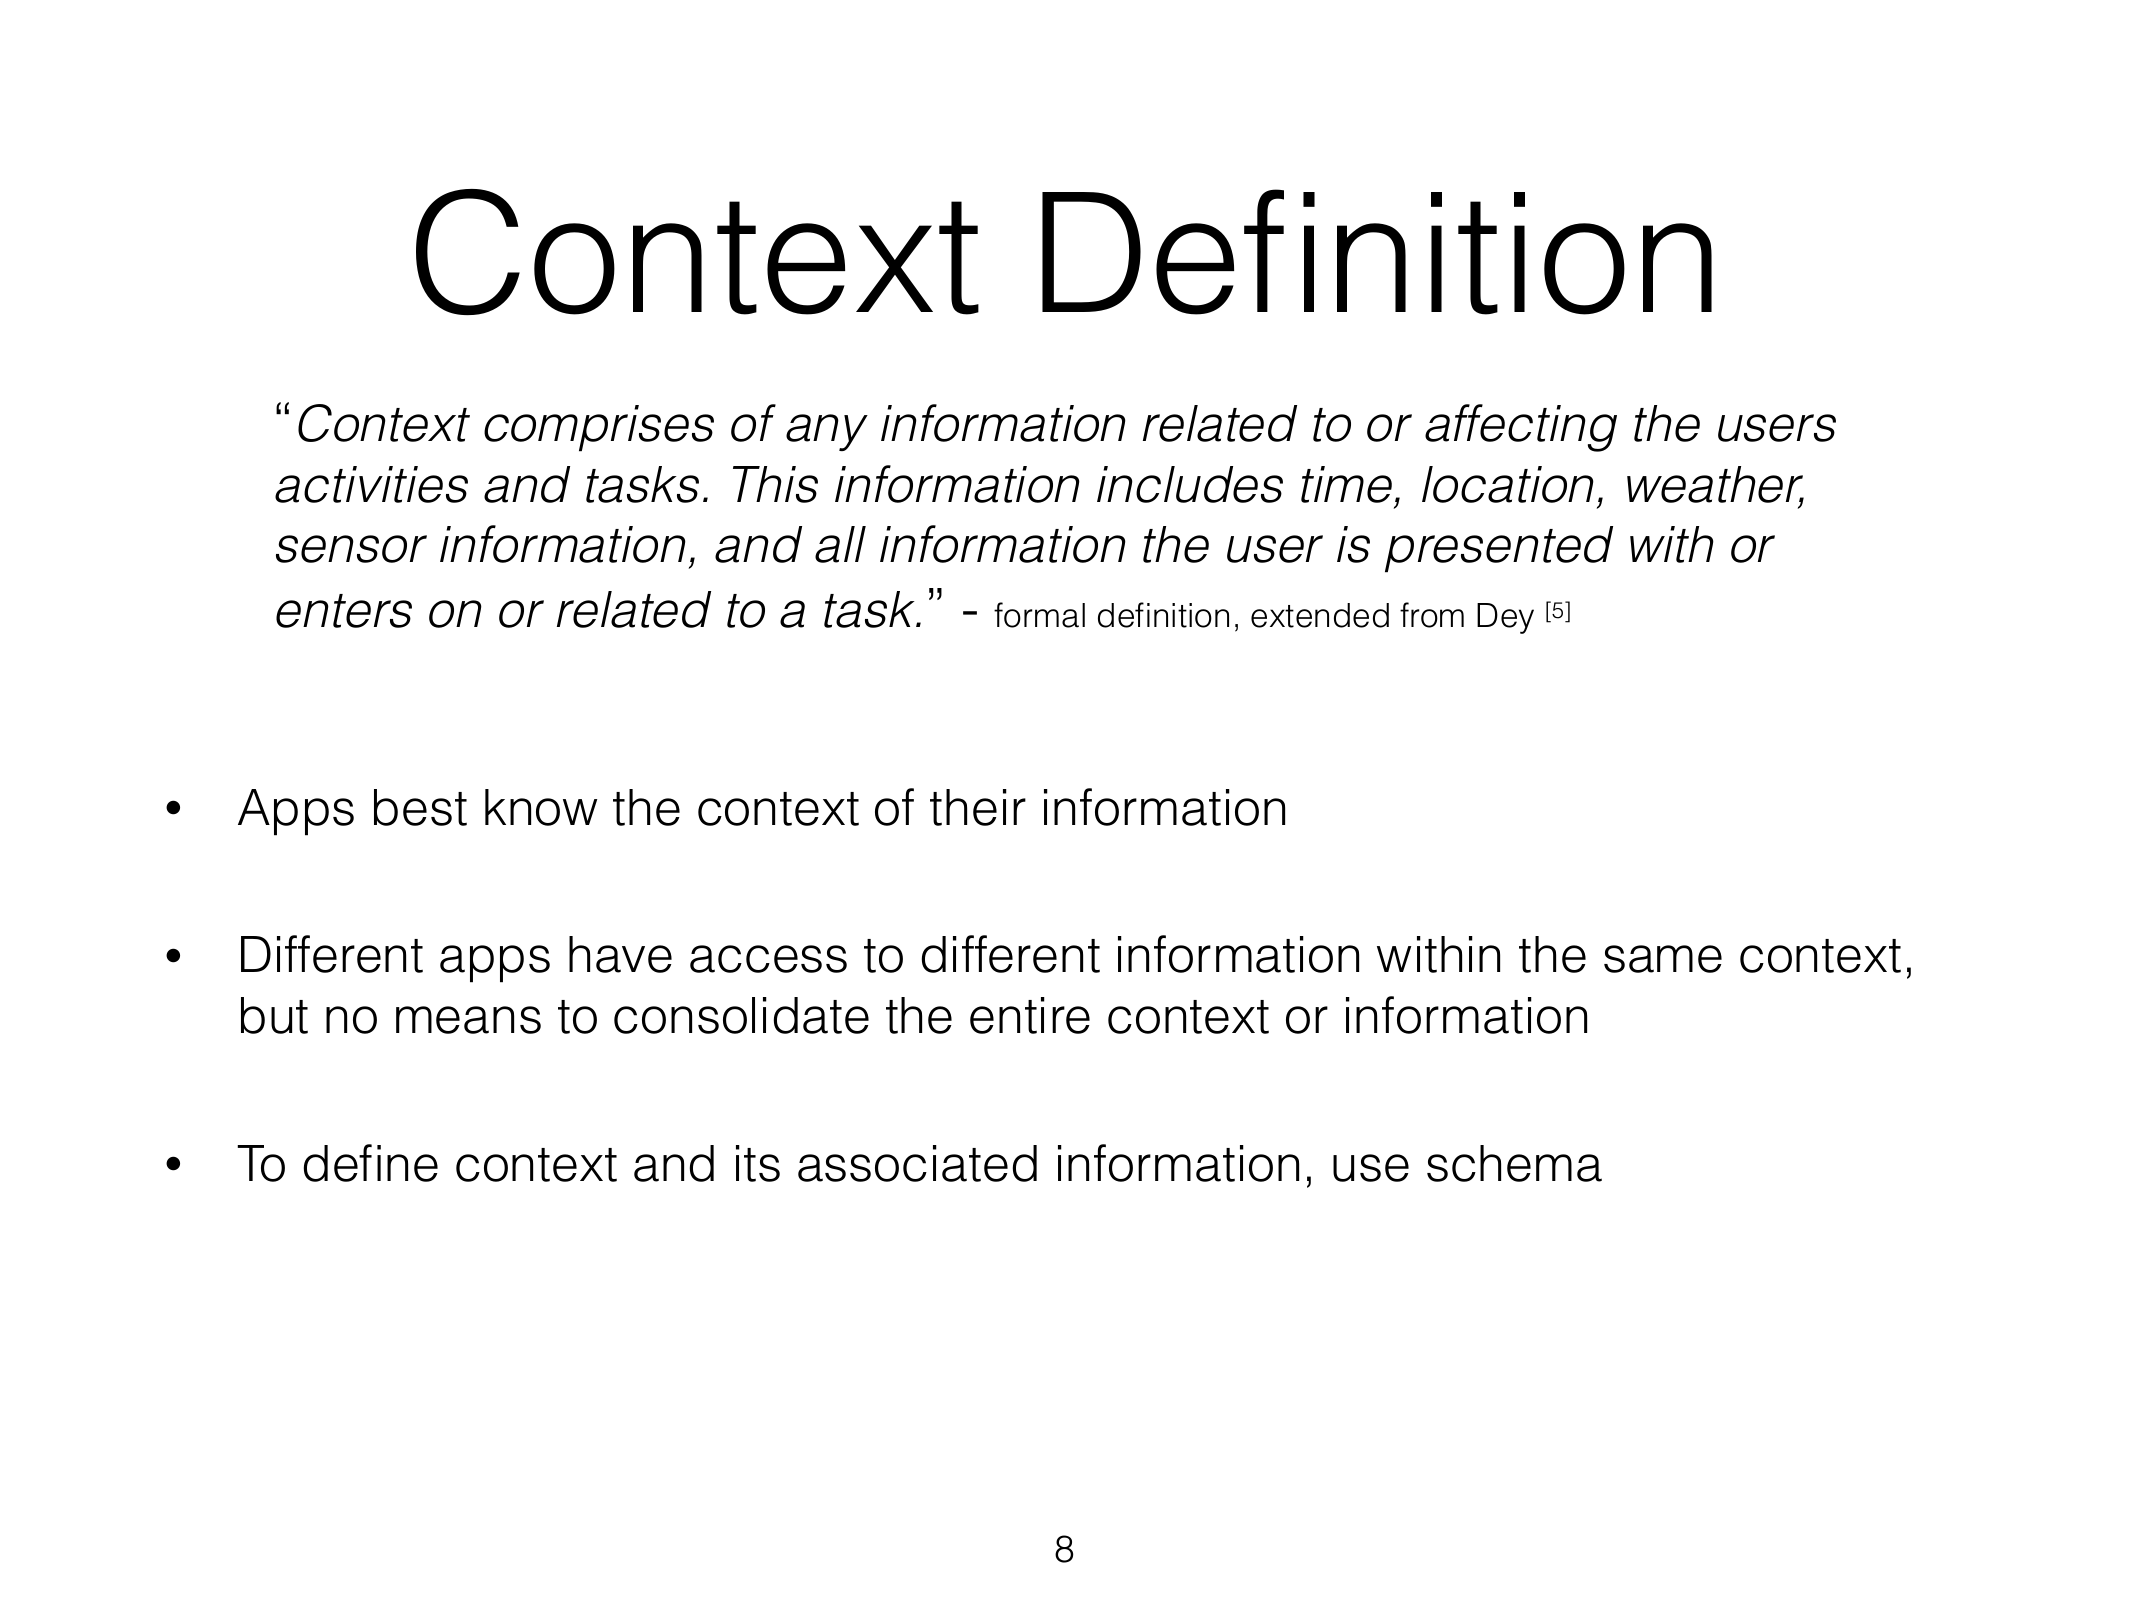 Context Definition
“Context comprises of any information related to or affecting the users
activities and tasks. This information includes time, location, weather,
sensor information, and all information the user is presented with or
enters on or related to a task.” - formal definition, extended from Dey [5]
• Apps best know the context of their information
• Different apps have access to different information within the same context,
but no means to consolidate the entire context or information
• To define context and its associated information, use schema
8